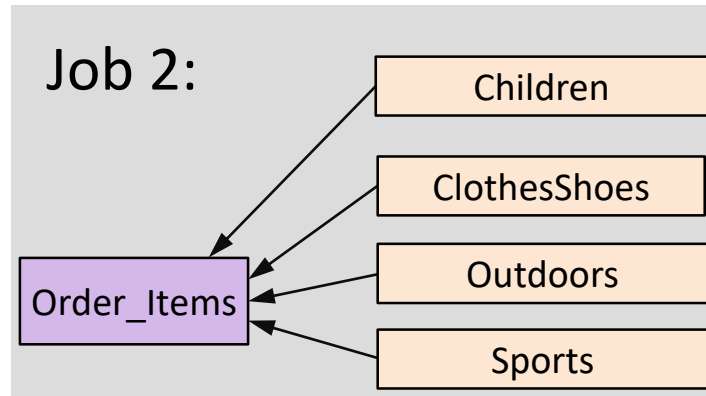 Job 2:
Children
ClothesShoes
Outdoors
Order_Items
Sports